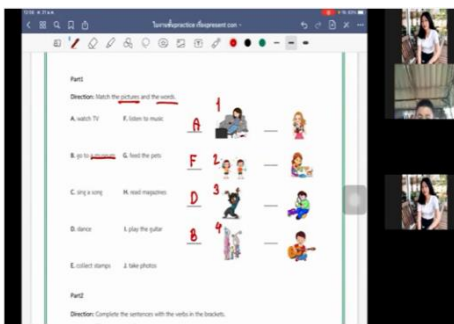 Part1
Direction: Match the pictures and the words.
1
A. watch TV F. listen to music A
B. go to a museum G. feed the pets F 2
C. sing a song H. read magazines D 3
D. dance I. play the guitar B 4
E. collect stamps J. take photos
Part2
Direction: Complete the sentences with the verbs in the brackets.